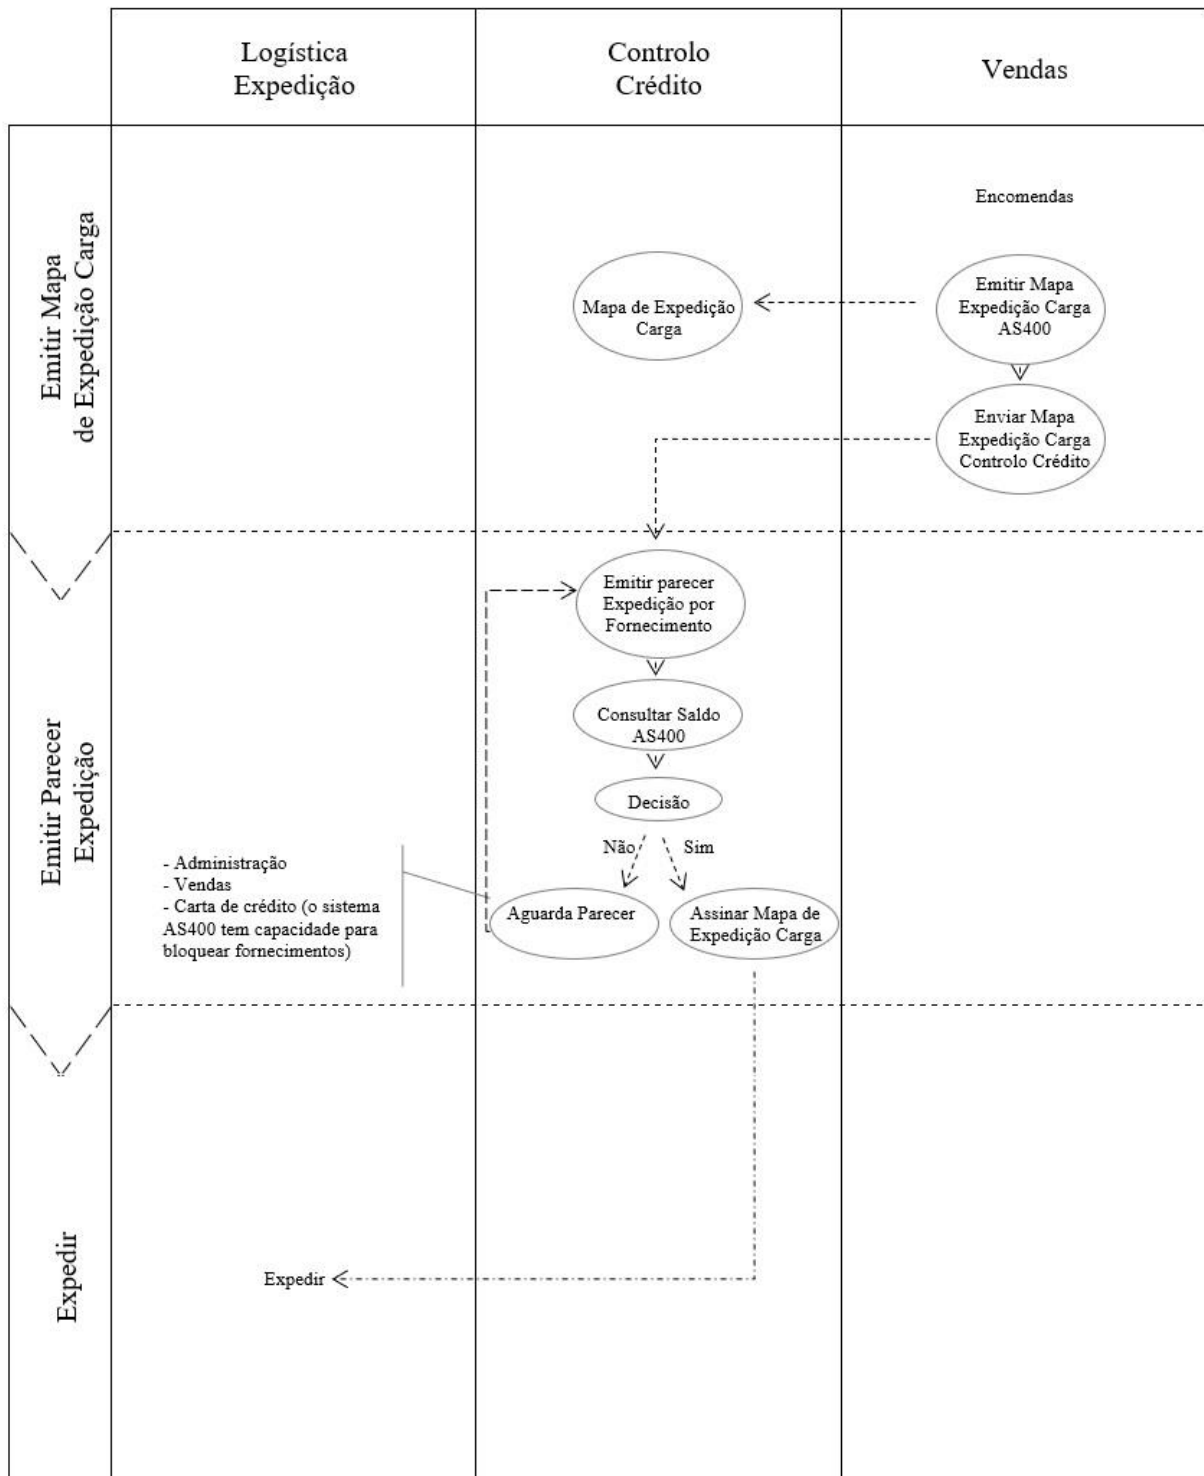 Logística
Expedição
Controlo
Crédito
Vendas
Emitir Mapa
de Expedição Carga
Encomendas
Mapa de Expedição
Carga
Emitir Mapa
Expedição Carga
AS400
Enviar Mapa
Expedição Carga
Controlo Crédito
Emitir Parecer
Expedição
Emitir parecer
Expedição por
Fornecimento
Consultar Saldo
AS400
Decisão
Não
Sim
- Administração
- Vendas
- Carta de crédito (o sistema
AS400 tem capacidade para
bloquear fornecimentos)
Aguarda Parecer
Assinar Mapa de
Expedição Carga
Expedir
Expedir